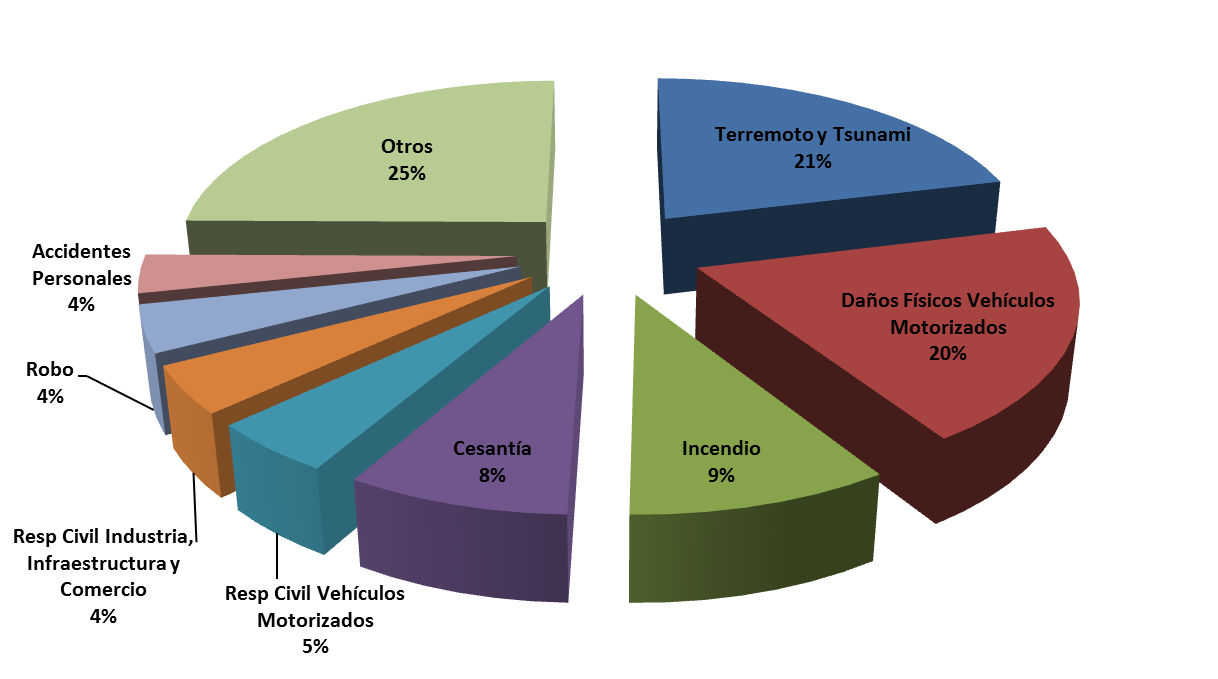 Otros
25%
Terremoto y Tsunami
21%
Accidentes
Personales
4%
Daños Físicos Vehículos
Motorizados
20%
Robo
4%
Cesantía
8%
Incendio
9%
Resp Civil Industria,
Infraestructura y
Comercio
4%
Resp Civil Vehículos
Motorizados
5%